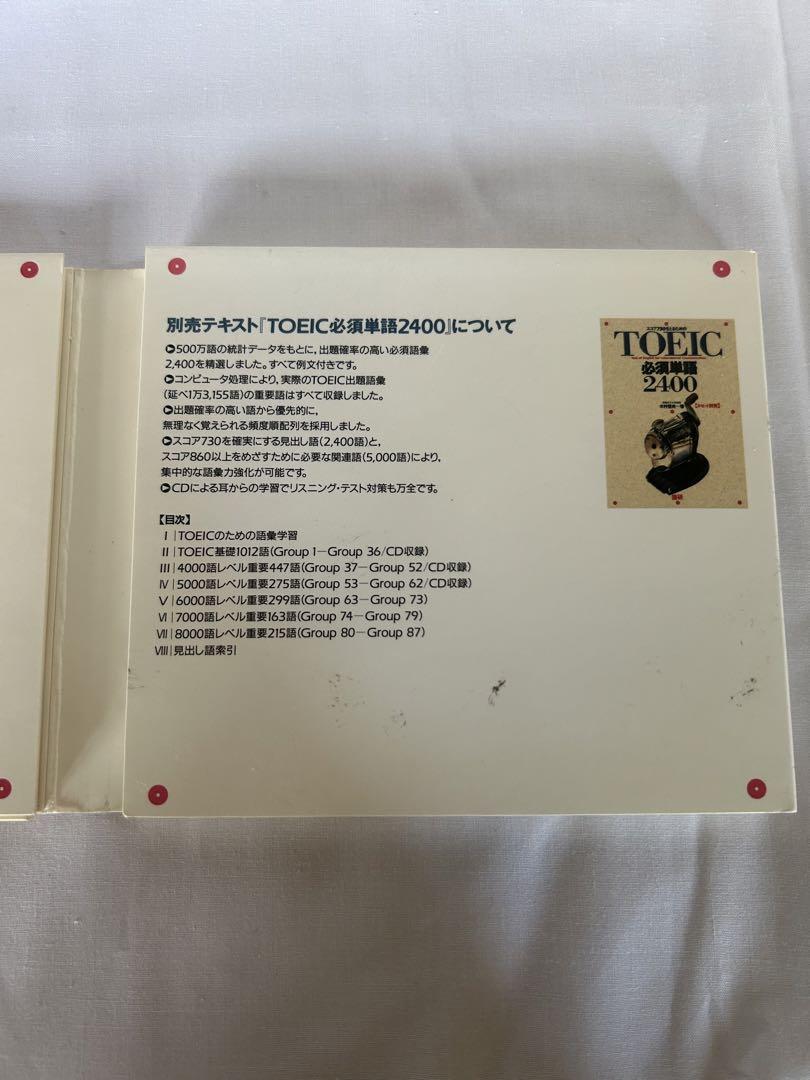 別売テキスト『TOEIC必須単語2400』について
▶500万語の統計データをもとに，出題確率の高い必須語彙
2,400を精選しました。すべて例文付きです。
▶コンピュータ処理により，実際のTOEIC出題語彙
(延べ1万3,155語)の重要語はすべて収録しました。
▶出題確率の高い語から優先的に，
無理なく覚えられる頻度順配列を採用しました。
▶スコア730を確実にする見出し語(2,400語)と，
スコア860以上をめざすために必要な関連語(5,000語)により，
集中的な語彙力強化が可能です。
▶CDによる耳からの学習でリスニング・テスト対策も万全です。
【目次】
Ⅰ|TOEICのための語彙学習
Ⅱ|TOEIC基礎1012語(Group 1―Group 36/CD収録)
Ⅲ|4000語レベル重要447語(Group 37―Group 52/CD収録)
Ⅳ|5000語レベル重要275語(Group 53―Group 62/CD収録)
Ⅴ|6000語レベル重要299語(Group 63―Group 73)
Ⅵ|7000語レベル重要163語(Group 74―Group 79)
Ⅶ|8000語レベル重要215語(Group 80―Group 87)
Ⅷ|見出し語索引
TOEIC
必須単語
2400